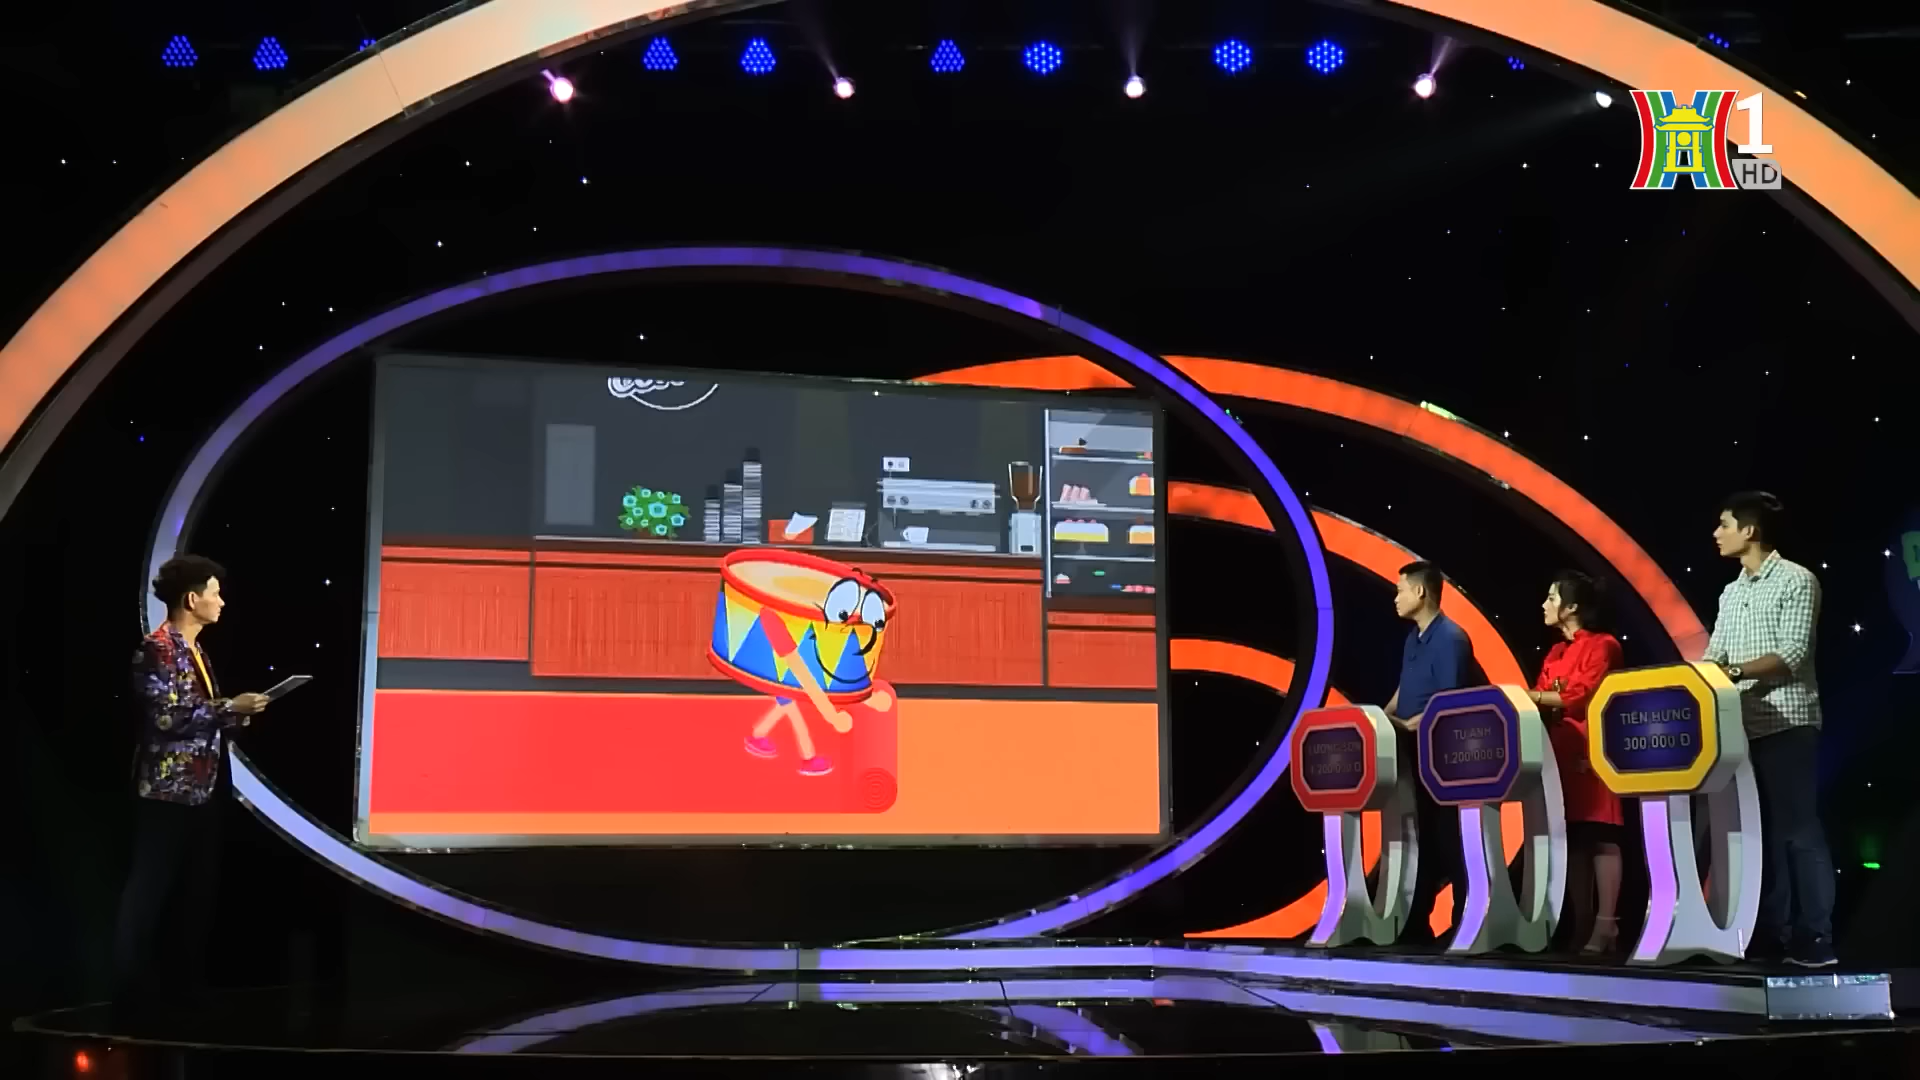 1
HD
TIẾN HƯNG
300.000 Đ
TÚ ANH
1.200.000 Đ